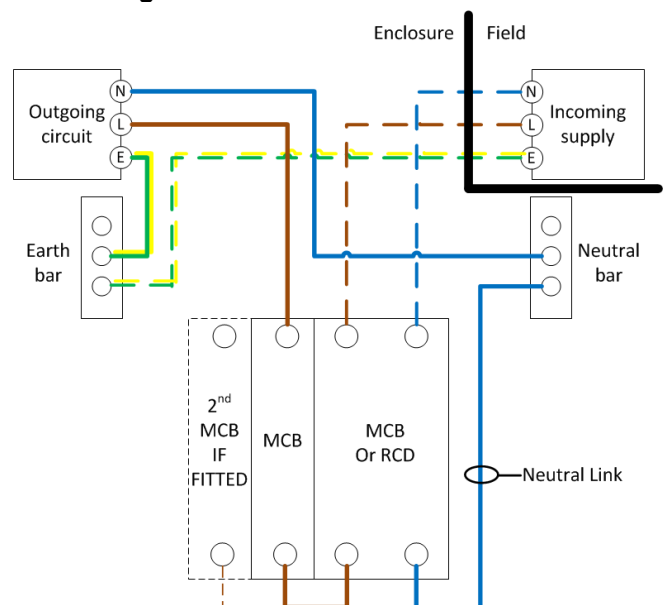 Enclosure
Field
Outgoing
circuit
N
L
E
N
L
E
Incoming
supply
Earth
bar
Neutral
bar
2nd
MCB
IF
FITTED
MCB
MCB
Or RCD
Neutral Link